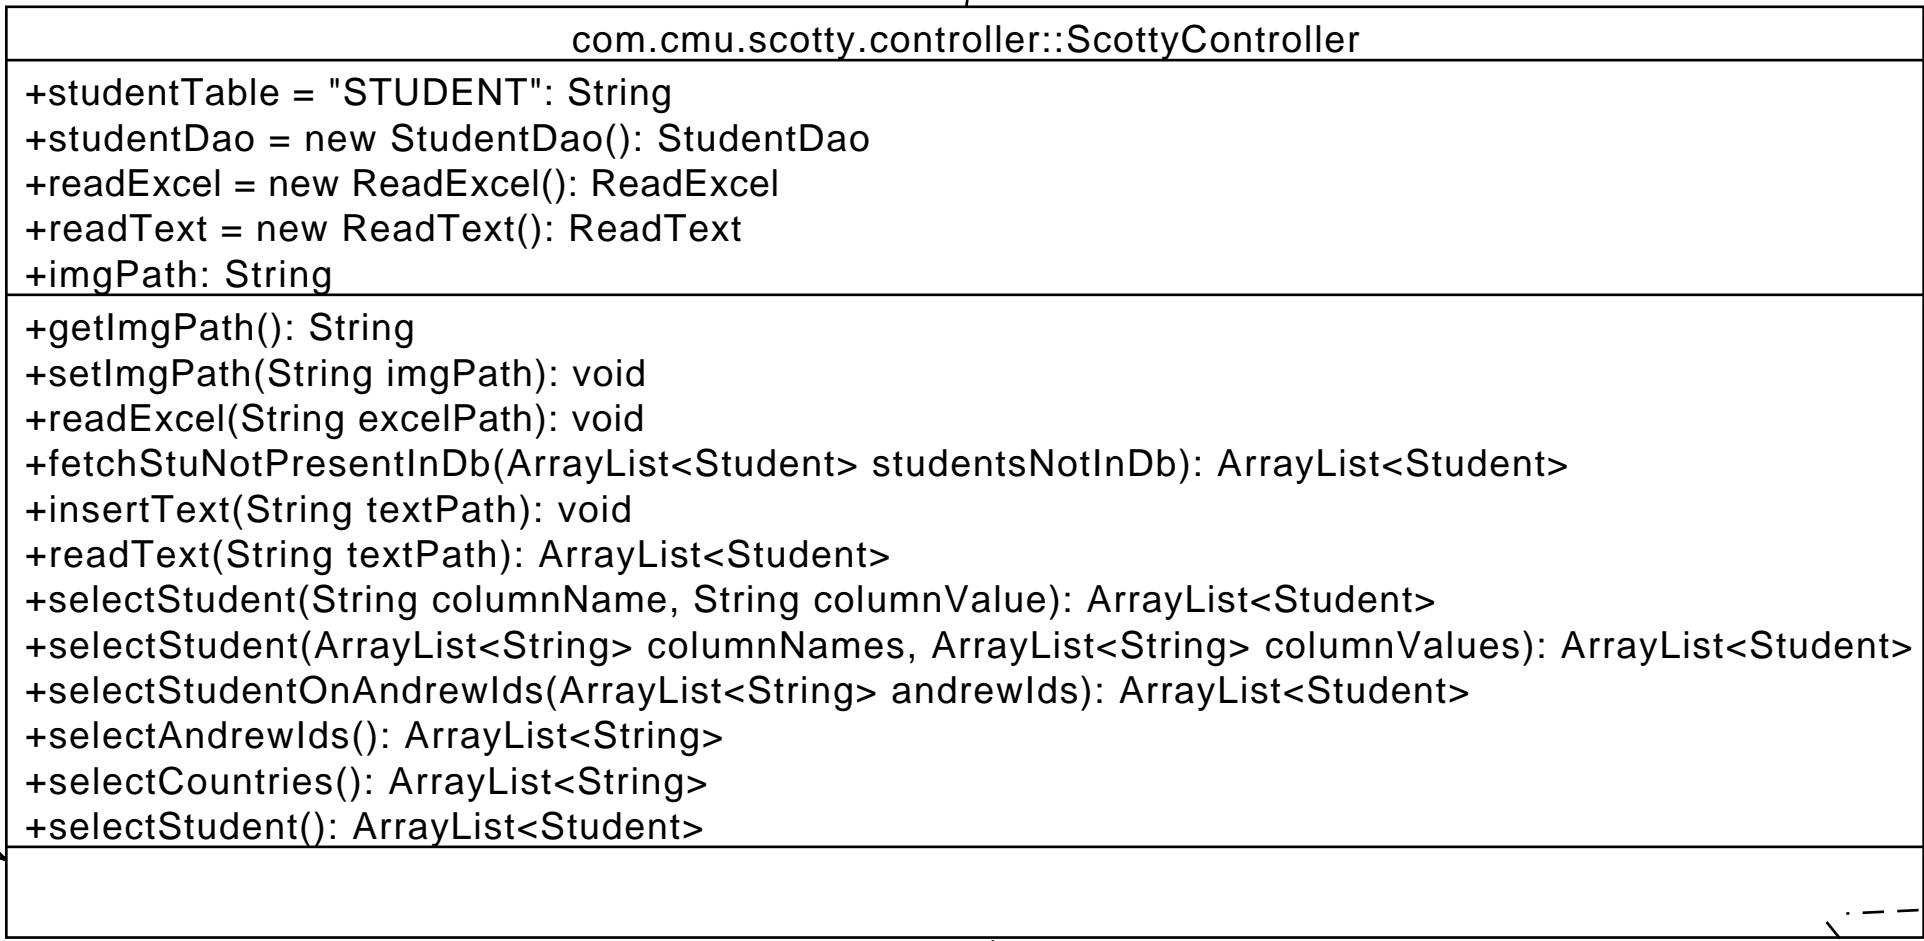 com.cmu.scotty.controller::ScottyController
+studentTable = "STUDENT": String
+studentDao = new StudentDao(): StudentDao
+readExcel = new ReadExcel(): ReadExcel
+readText = new ReadText(): ReadText
+imgPath: String
+getImgPath(): String
+setImgPath(String imgPath): void
+readExcel(String excelPath): void
+fetchStuNotPresentInDb(ArrayList<Student> studentsNotInDb): ArrayList<Student>
+insertText(String textPath): void
+readText(String textPath): ArrayList<Student>
+selectStudent(String columnName, String columnValue): ArrayList<Student>
+selectStudent(ArrayList<String> columnNames, ArrayList<String> columnValues): ArrayList<Student>
+selectStudentOnAndrewIds(ArrayList<String> andrewIds): ArrayList<Student>
+selectAndrewIds(): ArrayList<String>
+selectCountries(): ArrayList<String>
+selectStudent(): ArrayList<Student>